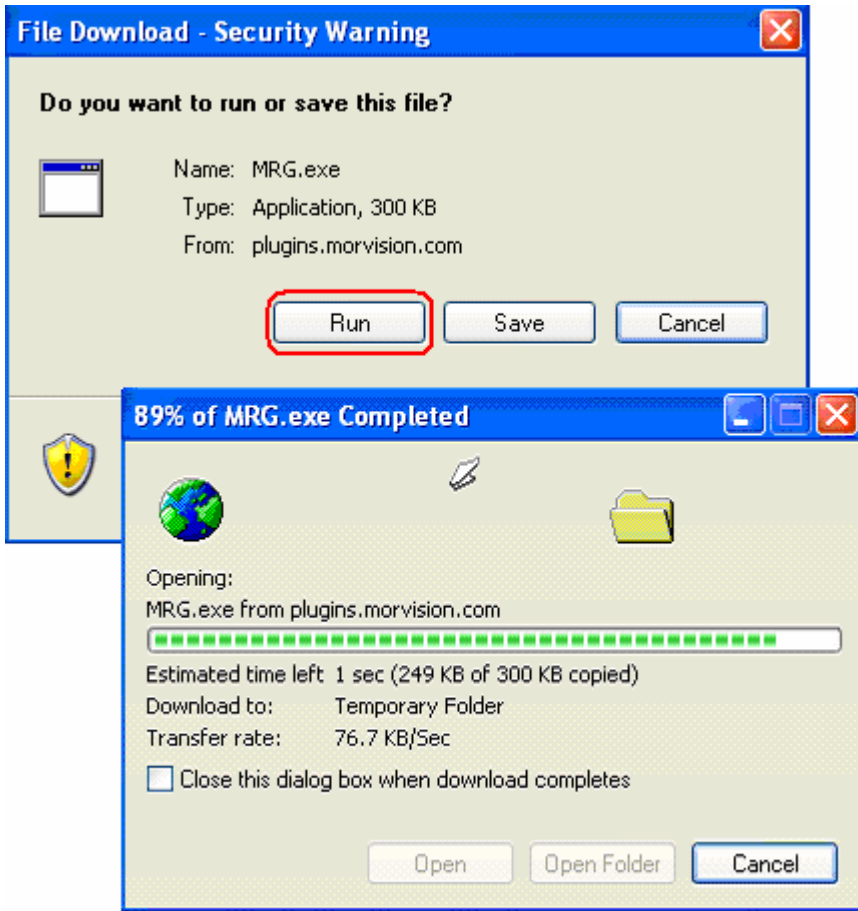 File Download - Security Warning
Do you want to run or save this file?
Name: MRG.exe
Type: Application, 300 KB
From: plugins.morvision.com
Run Save Cancel
89% of MRG.exe Completed
Opening:
MRG.exe from plugins.morvision.com
Estimated time left 1 sec (249 KB of 300 KB copied)
Download to: Temporary Folder
Transfer rate: 76.7 KB/Sec
Close this dialog box when download completes
Open Open Folder Cancel